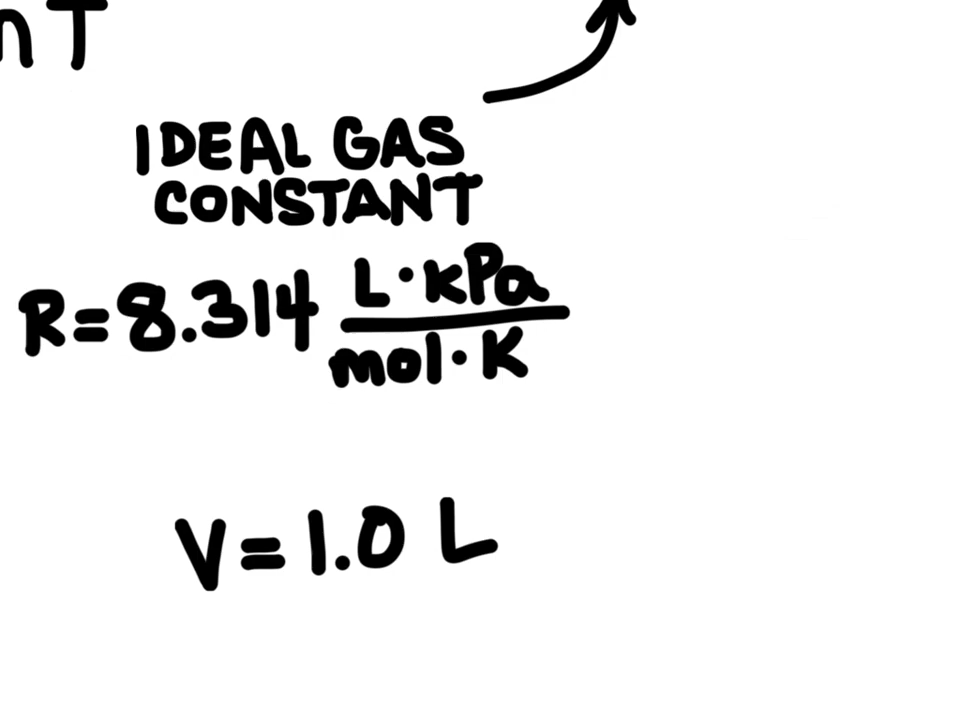 nT
IDEAL GAS
CONSTANT
R=8.314 L·kPa
mol·K
V=1.0 L